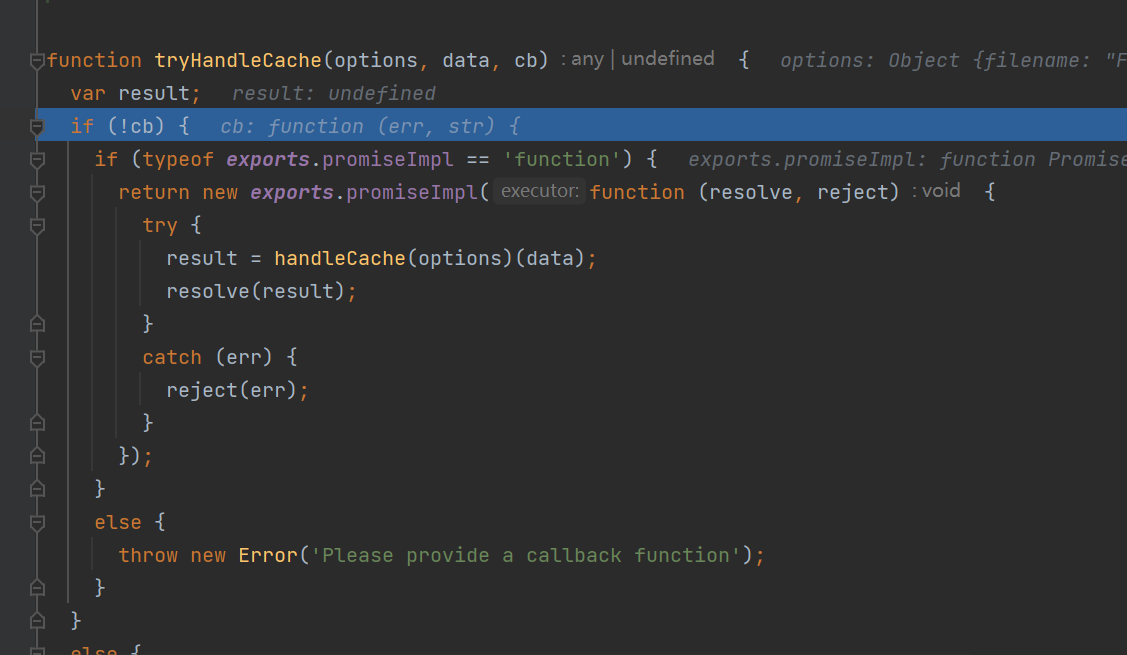 function tryHandleCache(options, data, cb) : any | undefined { options: Object {filename: "F
var result; result: undefined
if (!cb) { cb: function (err, str) {
if (typeof exports.promiseImpl == 'function') { exports.promiseImpl: function Promise
return new exports.promiseImpl( executor: function (resolve, reject) : void {
try {
result = handleCache(options)(data);
resolve(result);
}
catch (err) {
reject(err);
}
});
}
else {
throw new Error('Please provide a callback function');
}
}
else {